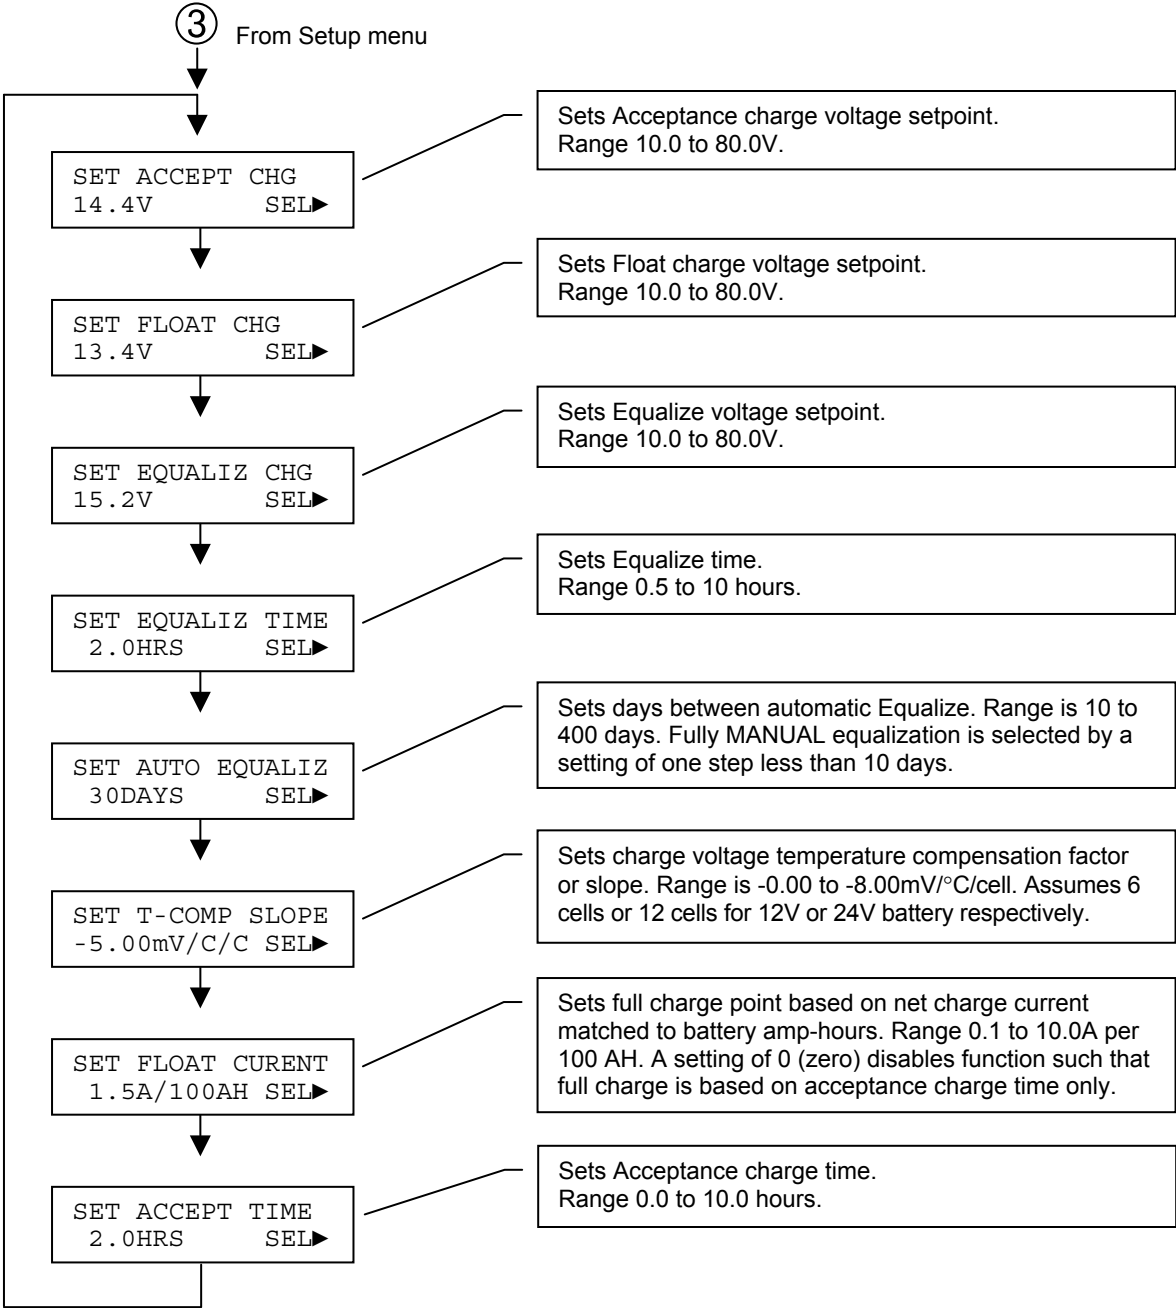 ③ From Setup menu
SET ACCEPT CHG
14.4V SEL►
Sets Acceptance charge voltage setpoint.
Range 10.0 to 80.0V.
SET FLOAT CHG
13.4V SEL►
Sets Float charge voltage setpoint.
Range 10.0 to 80.0V.
SET EQUALIZ CHG
15.2V SEL►
Sets Equalize voltage setpoint.
Range 10.0 to 80.0V.
SET EQUALIZ TIME
2.0HRS SEL►
Sets Equalize time.
Range 0.5 to 10 hours.
SET AUTO EQUALIZ
30DAYS SEL►
Sets days between automatic Equalize. Range is 10 to
400 days. Fully MANUAL equalization is selected by a
setting of one step less than 10 days.
SET T-COMP SLOPE
-5.00mV/C/C SEL►
Sets charge voltage temperature compensation factor
or slope. Range is -0.00 to -8.00mV/°C/cell. Assumes 6
cells or 12 cells for 12V or 24V battery respectively.
SET FLOAT CURENT
1.5A/100AH SEL►
Sets full charge point based on net charge current
matched to battery amp-hours. Range 0.1 to 10.0A per
100 AH. A setting of 0 (zero) disables function such that
full charge is based on acceptance charge time only.
SET ACCEPT TIME
2.0HRS SEL►
Sets Acceptance charge time.
Range 0.0 to 10.0 hours.